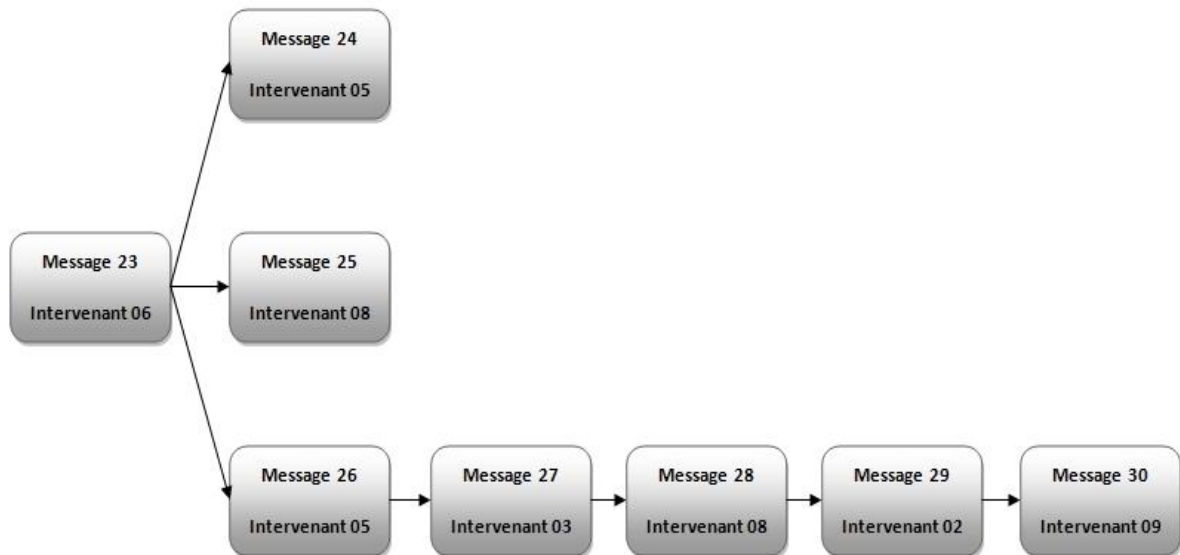 Message 24
Intervenant 05
Message 23
Intervenant 06
Message 25
Intervenant 08
Message 26
Intervenant 05
Message 27
Intervenant 03
Message 28
Intervenant 08
Message 29
Intervenant 02
Message 30
Intervenant 09